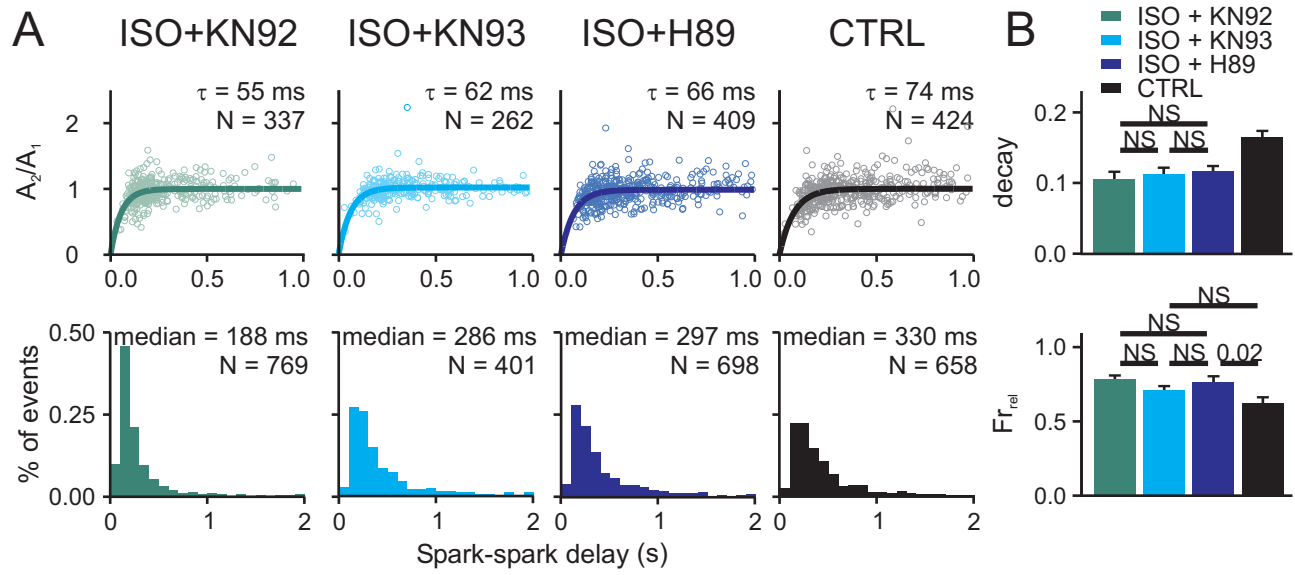 A
ISO+KN92
ISO+KN93
ISO+H89
CTRL
B
ISO + KN92
ISO + KN93
ISO + H89
CTRL
τ = 55 ms
N = 337
τ = 62 ms
N = 262
τ = 66 ms
N = 409
τ = 74 ms
N = 424
A₂/A₁
2
1
0
0.0 0.5 1.0
0.0 0.5 1.0
0.0 0.5 1.0
0.0 0.5 1.0
decay
0.2
0.1
0.0
NS
NS NS
median = 188 ms
N = 769
median = 286 ms
N = 401
median = 297 ms
N = 698
median = 330 ms
N = 658
% of events
0.50
0.25
0.00
0 1 2
0 1 2
0 1 2
0 1 2
Spark-spark delay (s)
Fr_rel
1.0
0.5
0.0
NS
NS
NS NS 0.02